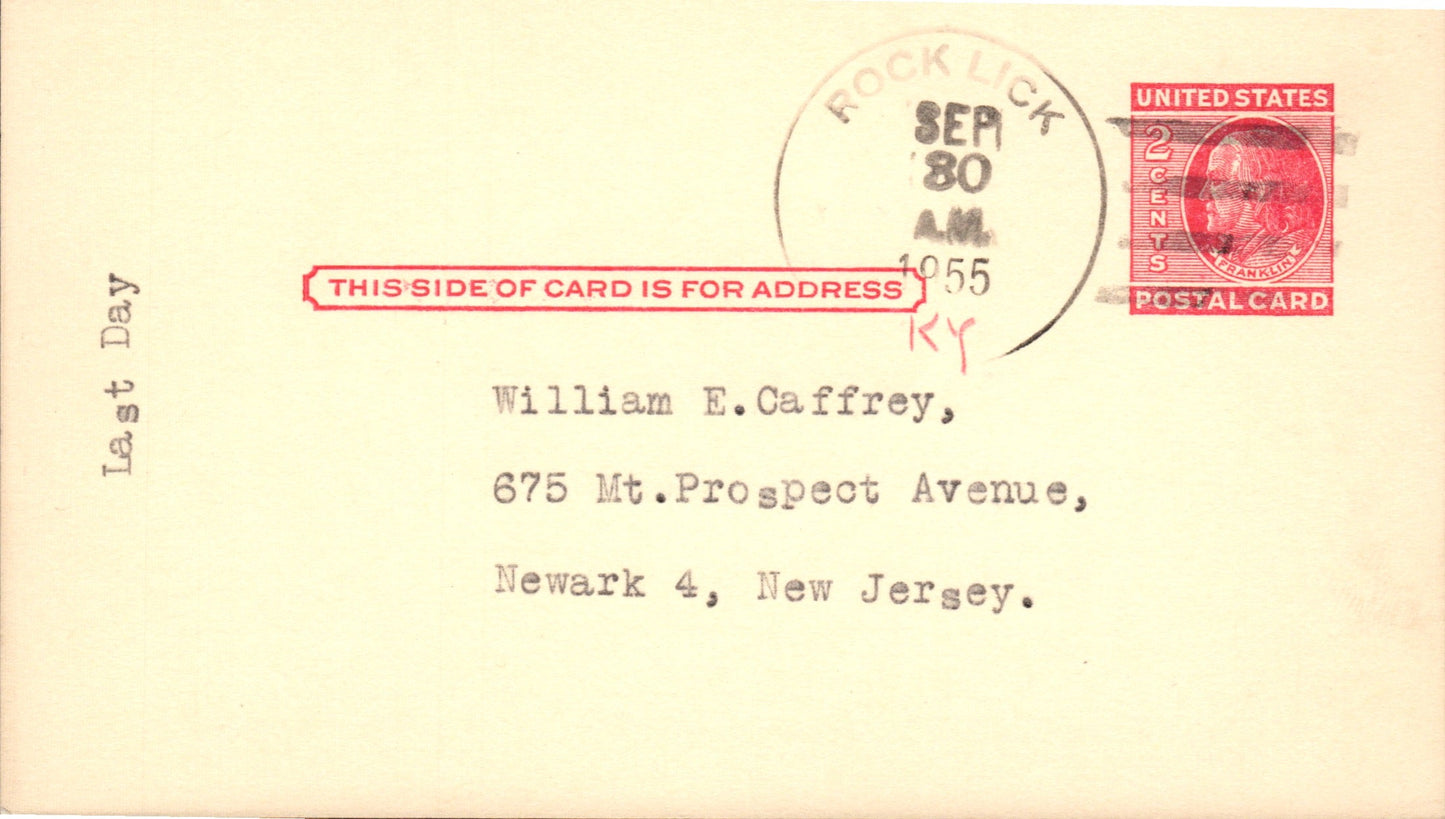 ROCK LICK
SEP
30
A.M.
1955
KY
UNITED STATES
2 CENTS
FRANKLIN
POSTAL CARD
THIS SIDE OF CARD IS FOR ADDRESS
Last Day
William E.Caffrey,
675 Mt.Prospect Avenue,
Newark 4, New Jersey.